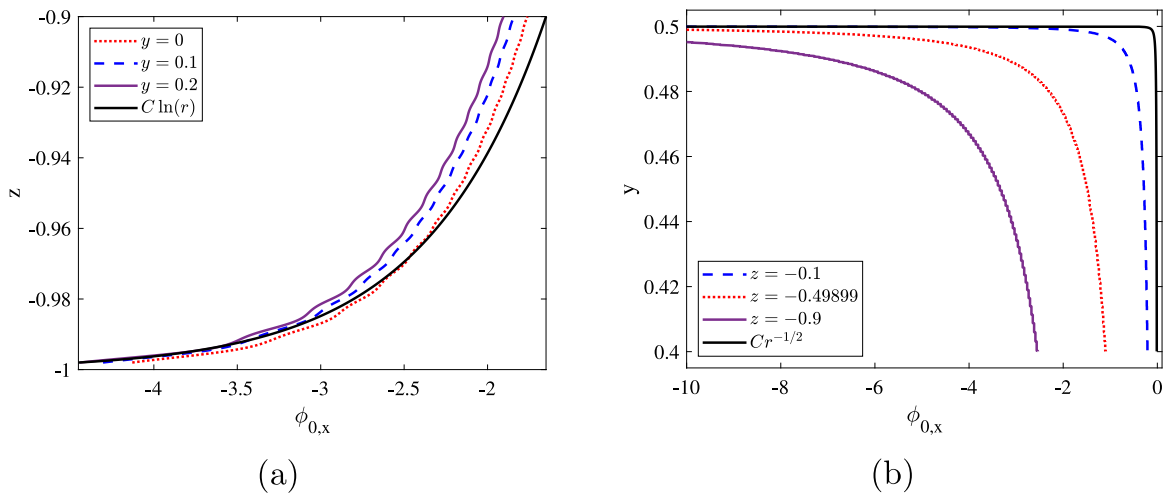 -0.9
-0.92
-0.94
-0.96
-0.98
-1
z
y = 0
y = 0.1
y = 0.2
C ln(r)
-4
-3.5
-3
-2.5
-2
ϕ0,x
(a)
0.5
0.48
0.46
0.44
0.42
0.4
y
z = −0.1
z = −0.49899
z = −0.9
Cr−1/2
-10
-8
-6
-4
-2
0
ϕ0,x
(b)